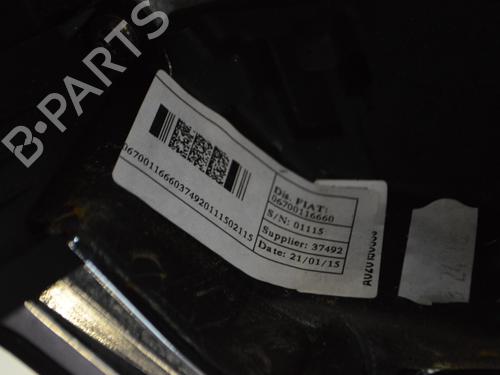 B-PARTS
Dis. FIAT:
06700116660
S/N: 01115
Supplier: 37492
Date: 21/01/15
06700116660374920111502115